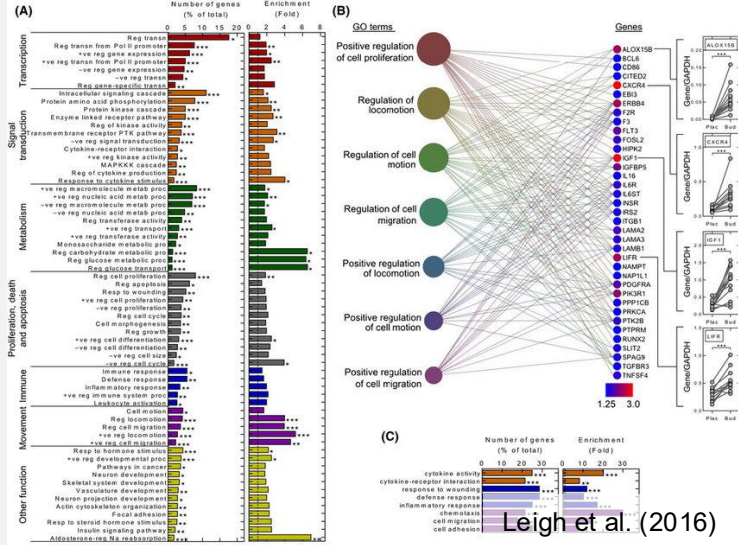 (A)
Number of genes
(% of total)
Enrichment
(Fold)
0 5 10 15 20
0 2 4 6 8
Transcription
Reg transn
Reg transn from Pol II promoter
+ve reg gene expression
+ve reg transn from Pol II promoter
-ve reg gene expression
-ve reg transn
Reg gene-specific transn
Signal
transduction
Intracellular signaling cascade
Protein amino acid phosphorylation
Protein kinase cascade
Enzyme linked receptor pathway
Reg of kinase activity
Transmembrane receptor PTK pathway
-ve reg signal transduction
Cytokine-receptor interaction
+ve reg kinase activity
MAPKKK cascade
Reg of cytokine production
Response to cytokine stimulus
Metabolism
+ve reg macromolecule metab proc
+ve reg nucleic acid metab proc
-ve reg macromolecule metab proc
-ve reg nucleic acid metab proc
Reg transferase activity
+ve reg transport
+ve reg transferase activity
Monosaccharide metabolic pro
Reg carbohydrate metabolic pro
Reg glucose metabolic proc
Reg glucose transport
Proliferation, death
and apoptosis
Reg cell proliferation
Reg apoptosis
Resp to wounding
+ve reg cell proliferation
-ve reg proliferation
Reg cell cycle
Cell morphogenesis
Reg growth
+ve reg cell differentiation
-ve reg cell differentiation
-ve reg cell size
-ve reg cell cycle
Immune
Immune response
Defense response
Inflammatory response
+ve reg immune system proc
Leukocyte activation
Movement
Cell motion
Reg locomotion
Reg cell migration
+ve reg locomotion
+ve reg cell migration
Other function
Resp to hormone stimulus
+ve reg developmental proc
Pathways in cancer
Neuron development
Skeletal system development
Vasculature development
Neuron projection development
Actin cytoskeleton organization
Focal adhesion
Resp to steroid hormone stimulus
Insulin signaling pathway
Aldosterone-reg Na reabsorption
(B)
GO terms
Genes
Positive regulation
of cell proliferation
Regulation of
locomotion
Regulation of cell
motion
Regulation of cell
migration
Positive regulation
of locomotion
Positive regulation
of cell motion
Positive regulation
of cell migration
ALOX15B
BCL6
CD86
CITED2
CXCR4
EBI3
ERBB4
F2R
F3
FLT3
FOSL2
HIPK2
IGF1
IGFBP5
IL16
IL6R
IL6ST
INSR
IRS2
ITGB1
LAMA2
LAMA3
LAMB1
LIFR
NAMPT
NAP1L1
PDGFRA
PIK3R1
PPP1CB
PRKCA
PTK2B
PTPRM
RUNX2
SLIT2
SPAG9
TGFBR3
TNFSF4
1.25 3.0
ALOX15B
Gene/GAPDH
Plac Bud
CXCR4
Gene/GAPDH
Plac Bud
IGF1
Gene/GAPDH
Plac Bud
LIFR
Gene/GAPDH
Plac Bud
(C)
Number of genes
(% of total)
Enrichment
(Fold)
0 10 20 30
0 10 20 30
cytokine activity
cytokine-receptor interaction
response to wounding
defense response
inflammatory response
chemotaxis
cell migration
cell adhesion
Leigh et al. (2016)